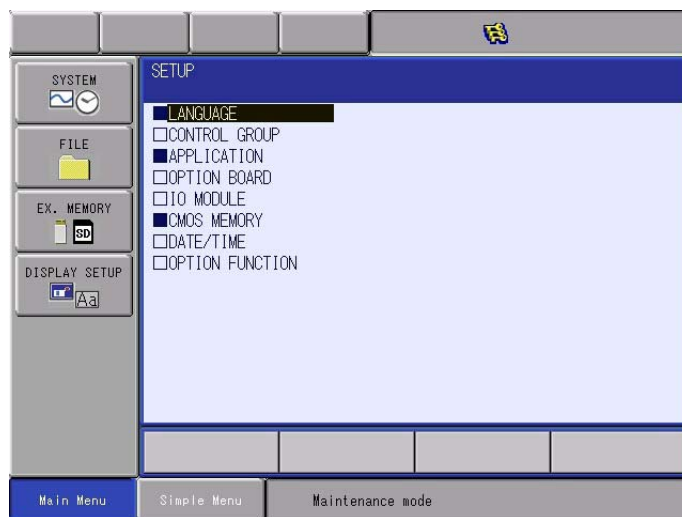 SYSTEM
FILE
EX. MEMORY
SD
DISPLAY SETUP
Aa
SETUP
■LANGUAGE
□CONTROL GROUP
■APPLICATION
□OPTION BOARD
□IO MODULE
■CMOS MEMORY
□DATE/TIME
□OPTION FUNCTION
Main Menu
Simple Menu
Maintenance mode